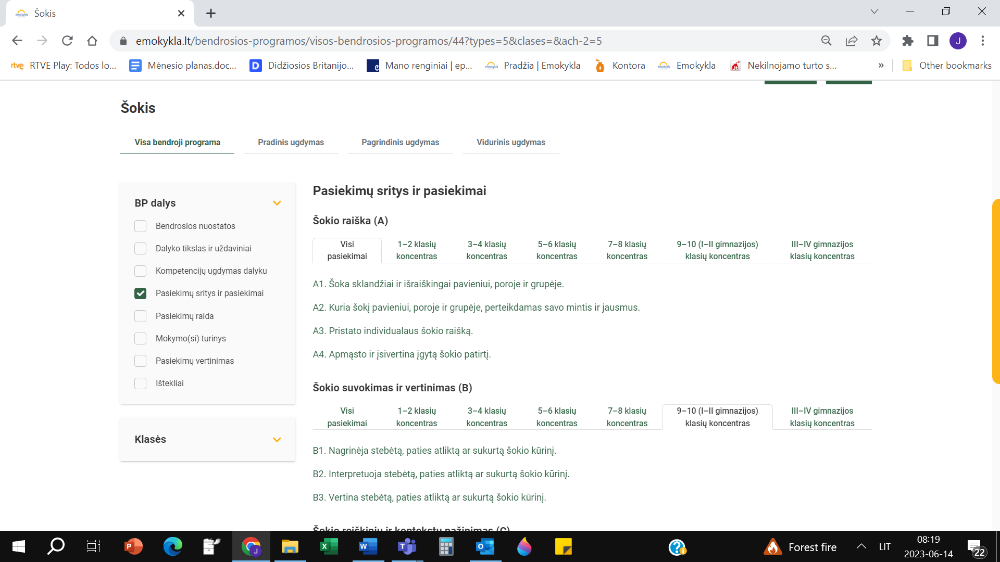 Šokis
emokykla.lt/bendrosios-programos/visos-bendrosios-programos/44?types=5&clases=&ach-2=5
J
rtve RTVE Play: Todos lo... Mėnesio planas.doc... D Didžiosios Britanijo... e Mano renginiai | ep... Pradžia | Emokykla Kontora Emokykla Nekilnojamo turto s... » Other bookmarks
Šokis
Visa bendroji programa Pradinis ugdymas Pagrindinis ugdymas Vidurinis ugdymas
BP dalys
Bendrosios nuostatos
Dalyko tikslas ir uždaviniai
Kompetencijų ugdymas dalyku
Pasiekimų sritys ir pasiekimai
Pasiekimų raida
Mokymo(si) turinys
Pasiekimų vertinimas
Ištekliai
Klasės
Pasiekimų sritys ir pasiekimai
Šokio raiška (A)
Visi 1–2 klasių 3–4 klasių 5–6 klasių 7–8 klasių 9–10 (I–II gimnazijos) III–IV gimnazijos
pasiekimai koncentras koncentras koncentras koncentras klasių koncentras klasių koncentras
A1. Šoka sklandžiai ir išraiškingai pavieniui, poroje ir grupėje.
A2. Kuria šokį pavieniui, poroje ir grupėje, perteikdamas savo mintis ir jausmus.
A3. Pristato individualaus šokio raišką.
A4. Apmąsto ir įsivertina įgytą šokio patirtį.
Šokio suvokimas ir vertinimas (B)
Visi 1–2 klasių 3–4 klasių 5–6 klasių 7–8 klasių 9–10 (I–II gimnazijos) III–IV gimnazijos
pasiekimai koncentras koncentras koncentras koncentras klasių koncentras klasių koncentras
B1. Nagrinėja stebėtą, paties atliktą ar sukurtą šokio kūrinį.
B2. Interpretuoja stebėtą, paties atliktą ar sukurtą šokio kūrinį.
B3. Vertina stebėtą, paties atliktą ar sukurtą šokio kūrinį.
Šokio reiškinių ir kontekstų pažinimas (C)
Forest fire LIT 08:19
2023-06-14 22